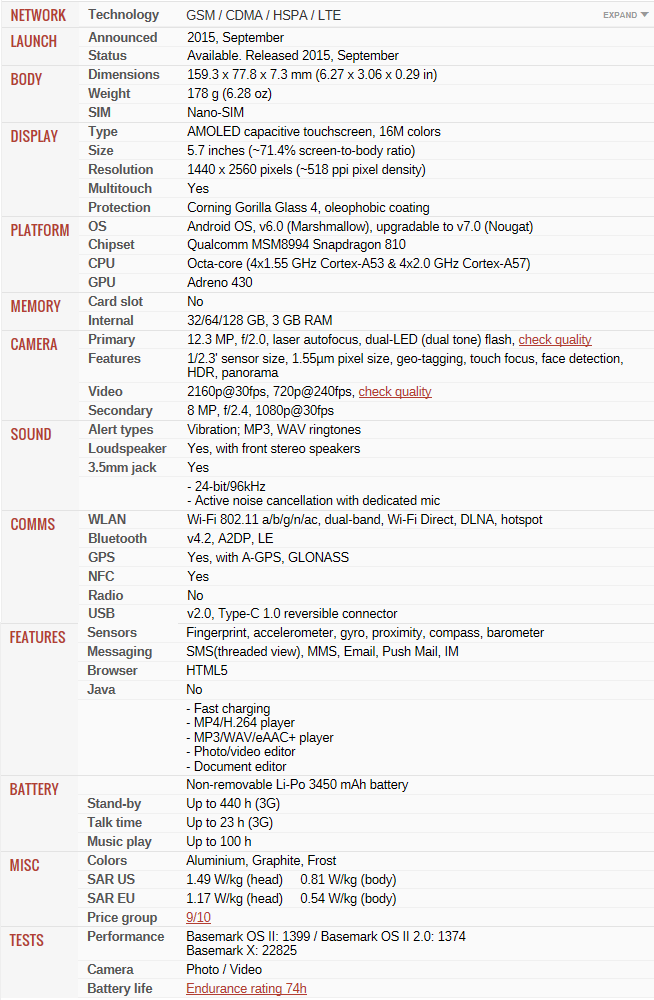 NETWORK Technology GSM / CDMA / HSPA / LTE EXPAND
LAUNCH Announced 2015, September
Status Available. Released 2015, September
BODY Dimensions 159.3 x 77.8 x 7.3 mm (6.27 x 3.06 x 0.29 in)
Weight 178 g (6.28 oz)
SIM Nano-SIM
DISPLAY Type AMOLED capacitive touchscreen, 16M colors
Size 5.7 inches (~71.4% screen-to-body ratio)
Resolution 1440 x 2560 pixels (~518 ppi pixel density)
Multitouch Yes
Protection Corning Gorilla Glass 4, oleophobic coating
PLATFORM OS Android OS, v6.0 (Marshmallow), upgradable to v7.0 (Nougat)
Chipset Qualcomm MSM8994 Snapdragon 810
CPU Octa-core (4x1.55 GHz Cortex-A53 & 4x2.0 GHz Cortex-A57)
GPU Adreno 430
MEMORY Card slot No
Internal 32/64/128 GB, 3 GB RAM
CAMERA Primary 12.3 MP, f/2.0, laser autofocus, dual-LED (dual tone) flash, check quality
Features 1/2.3' sensor size, 1.55µm pixel size, geo-tagging, touch focus, face detection,
HDR, panorama
Video 2160p@30fps, 720p@240fps, check quality
Secondary 8 MP, f/2.4, 1080p@30fps
SOUND Alert types Vibration; MP3, WAV ringtones
Loudspeaker Yes, with front stereo speakers
3.5mm jack Yes
- 24-bit/96kHz
- Active noise cancellation with dedicated mic
COMMS WLAN Wi-Fi 802.11 a/b/g/n/ac, dual-band, Wi-Fi Direct, DLNA, hotspot
Bluetooth v4.2, A2DP, LE
GPS Yes, with A-GPS, GLONASS
NFC Yes
Radio No
USB v2.0, Type-C 1.0 reversible connector
FEATURES Sensors Fingerprint, accelerometer, gyro, proximity, compass, barometer
Messaging SMS(threaded view), MMS, Email, Push Mail, IM
Browser HTML5
Java No
- Fast charging
- MP4/H.264 player
- MP3/WAV/eAAC+ player
- Photo/video editor
- Document editor
BATTERY Non-removable Li-Po 3450 mAh battery
Stand-by Up to 440 h (3G)
Talk time Up to 23 h (3G)
Music play Up to 100 h
MISC Colors Aluminium, Graphite, Frost
SAR US 1.49 W/kg (head) 0.81 W/kg (body)
SAR EU 1.17 W/kg (head) 0.54 W/kg (body)
Price group 9/10
TESTS Performance Basemark OS II: 1399 / Basemark OS II 2.0: 1374
Basemark X: 22825
Camera Photo / Video
Battery life Endurance rating 74h